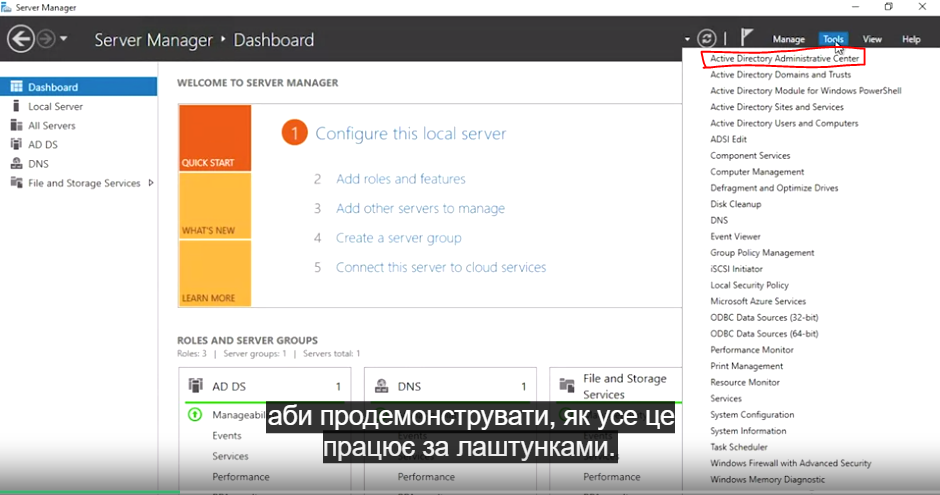 Server Manager
Server Manager ‣ Dashboard
Manage Tools View Help
Dashboard
Local Server
All Servers
AD DS
DNS
File and Storage Services
WELCOME TO SERVER MANAGER
QUICK START
WHAT'S NEW
LEARN MORE
1 Configure this local server
2 Add roles and features
3 Add other servers to manage
4 Create a server group
5 Connect this server to cloud services
ROLES AND SERVER GROUPS
Roles: 3 | Server groups: 1 | Servers total: 1
AD DS 1
Manageabil
Events
Services
Performance
DNS 1
File and Storage
Services
Active Directory Administrative Center
Active Directory Domains and Trusts
Active Directory Module for Windows PowerShell
Active Directory Sites and Services
Active Directory Users and Computers
ADSI Edit
Component Services
Computer Management
Defragment and Optimize Drives
Disk Cleanup
DNS
Event Viewer
Group Policy Management
iSCSI Initiator
Local Security Policy
Microsoft Azure Services
ODBC Data Sources (32-bit)
ODBC Data Sources (64-bit)
Performance Monitor
Print Management
Resource Monitor
Services
System Configuration
System Information
Task Scheduler
Windows Firewall with Advanced Security
Windows Memory Diagnostic
Performance
Performance
аби продемонструвати, як усе це
працює за лаштунками.